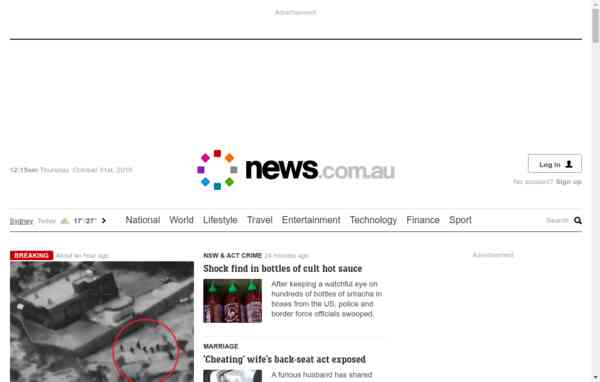 Advertisement
12:15am Thursday, October 31st, 2019
news.com.au
Log in
No account? Sign up
Sydney Today 17°/27°
National World Lifestyle Travel Entertainment Technology Finance Sport
Search
BREAKING About an hour ago
NSW & ACT CRIME 24 minutes ago
Advertisement
Shock find in bottles of cult hot sauce
After keeping a watchful eye on
hundreds of bottles of sriracha in
boxes from the US, police and
border force officials swooped.
MARRIAGE
'Cheating' wife's back-seat act exposed
A furious husband has shared